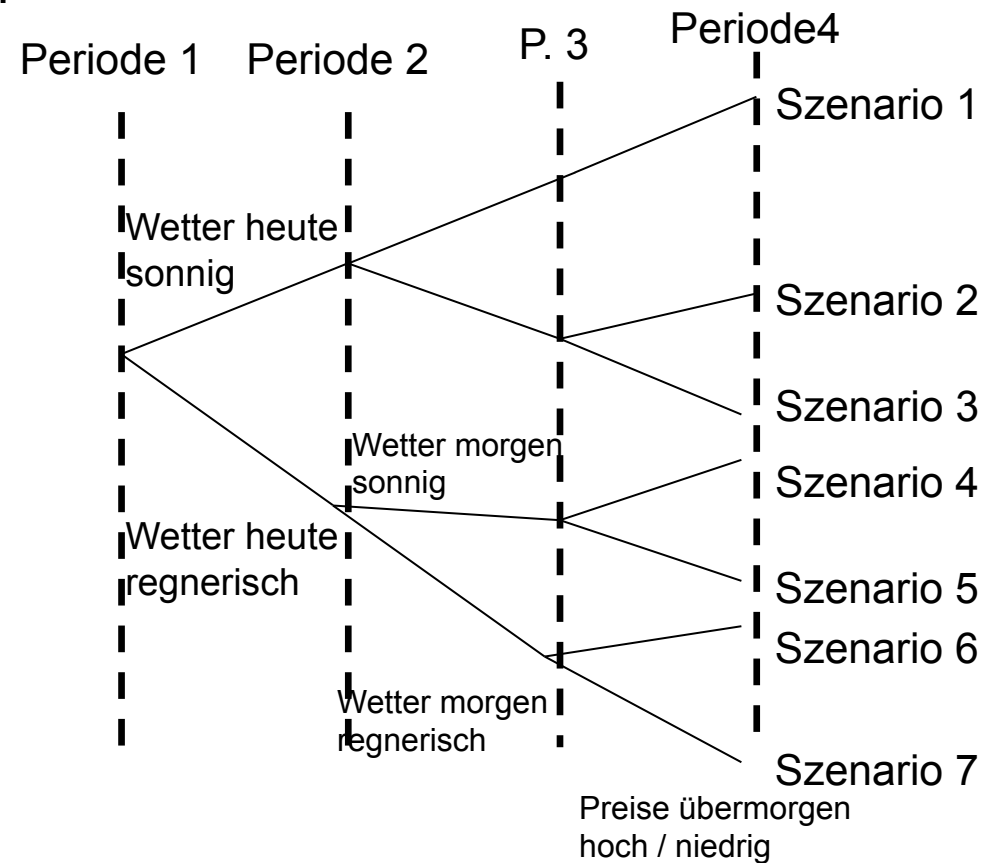 Periode 1
Periode 2
P. 3
Periode4
Szenario 1
Wetter heute
sonnig
Szenario 2
Szenario 3
Wetter morgen
sonnig
Szenario 4
Wetter heute
regnerisch
Szenario 5
Szenario 6
Wetter morgen
regnerisch
Szenario 7
Preise übermorgen
hoch / niedrig